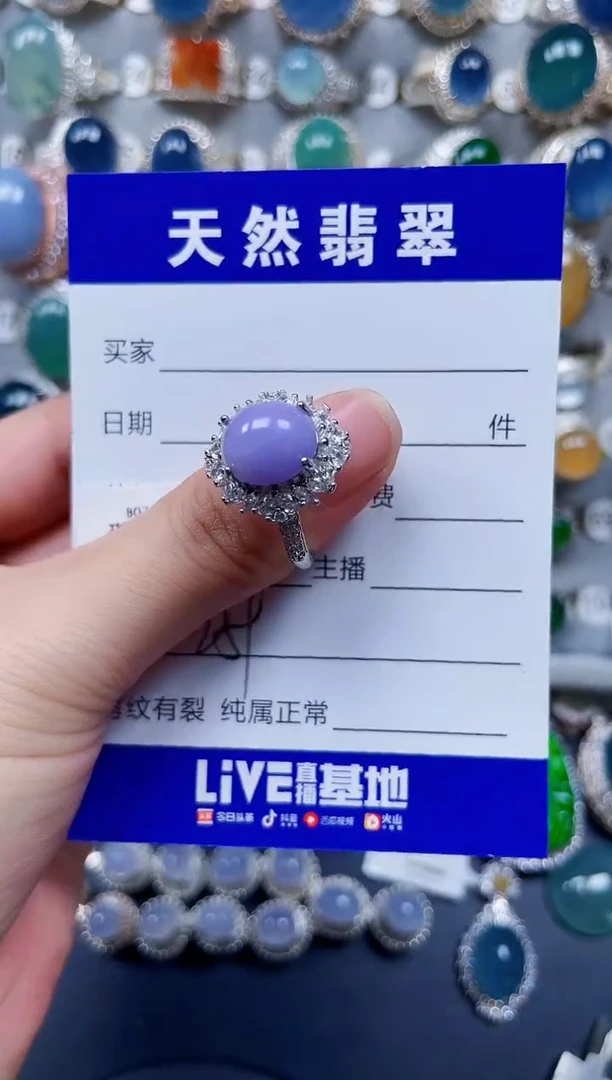 天然翡翠
买家
日期 件
费
主播
纹有裂 纯属正常
LiVE直播基地
今日头条 抖音 西瓜视频 火山